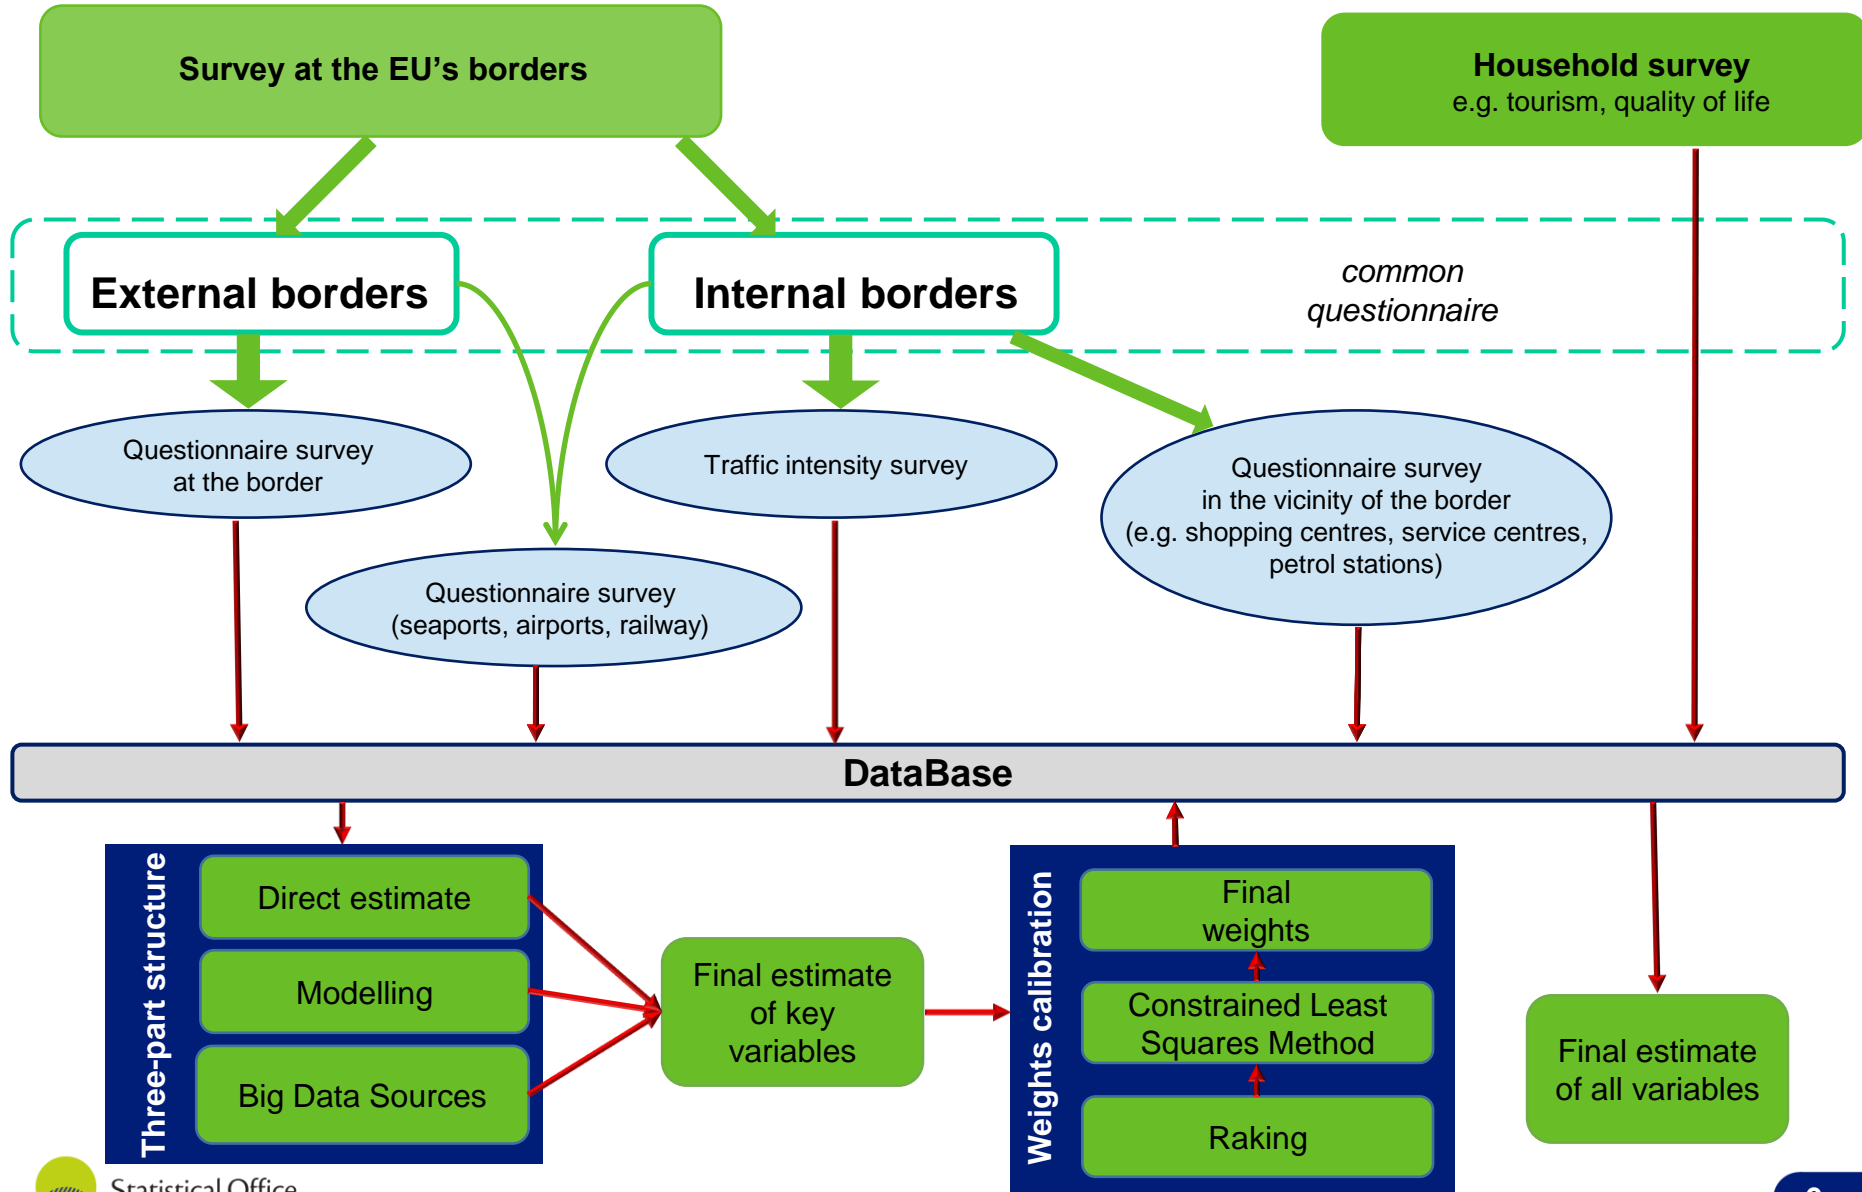 Survey at the EU’s borders
Household survey
e.g. tourism, quality of life
External borders
Internal borders
common
questionnaire
Questionnaire survey
at the border
Traffic intensity survey
Questionnaire survey
in the vicinity of the border
(e.g. shopping centres, service centres,
petrol stations)
Questionnaire survey
(seaports, airports, railway)
DataBase
Three-part structure
Direct estimate
Modelling
Big Data Sources
Final estimate
of key
variables
Weights calibration
Final
weights
Constrained Least
Squares Method
Raking
Final estimate
of all variables
Statistical Office